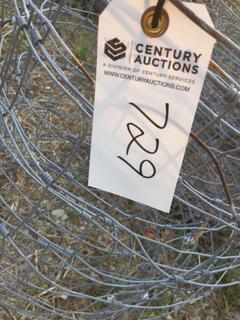 CENTURY
AUCTIONS
A DIVISION OF CENTURY SERVICES
WWW.CENTURYAUCTIONS.COM
729